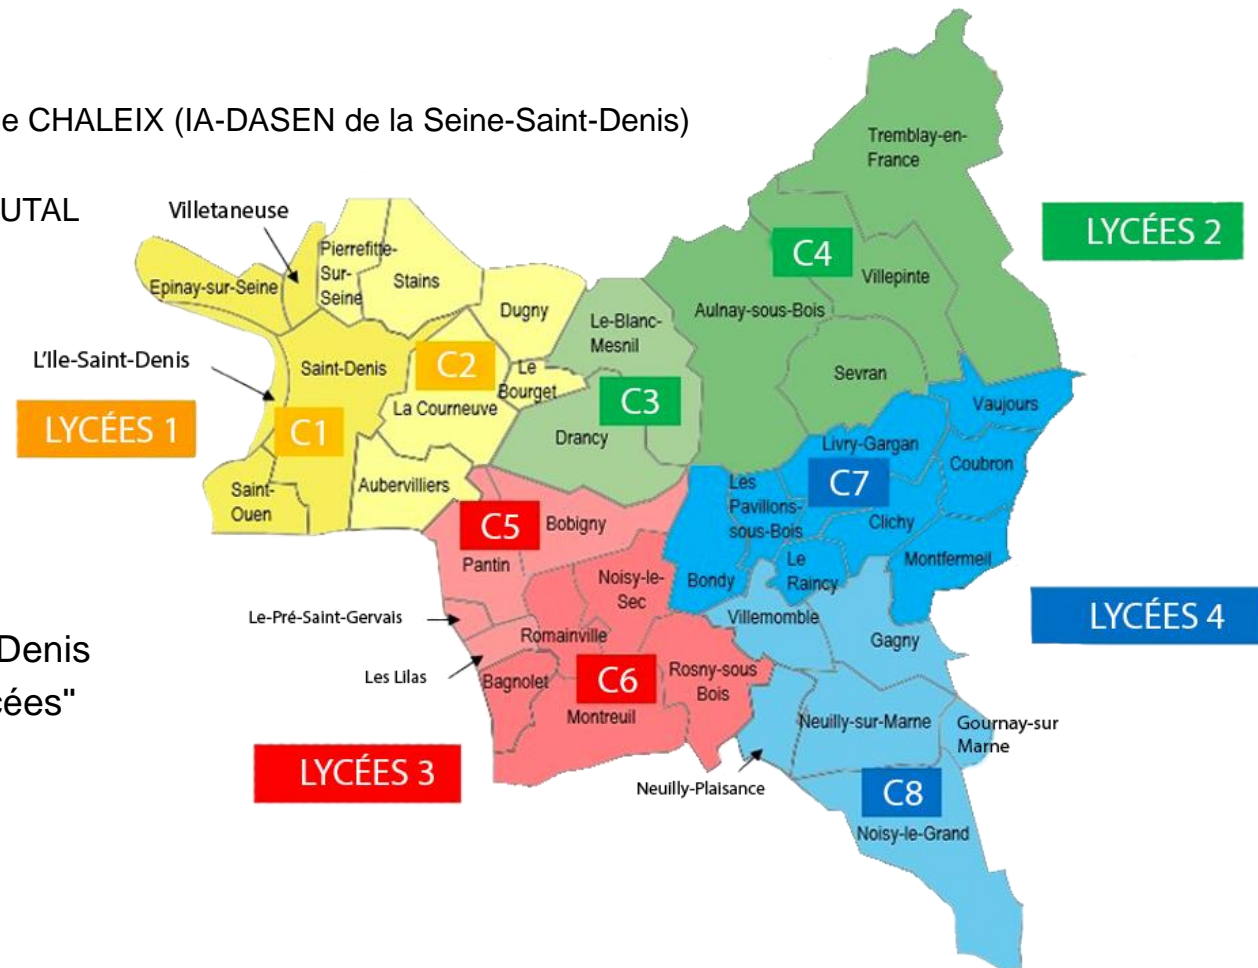 e CHALEIX (IA-DASEN de la Seine-Saint-Denis)
UTAL
Denis
cées"
Villetaneuse
L'Ile-Saint-Denis
LYCÉES 1
Epinay-sur-Seine
Pierrefitte-
Sur-
Seine
Stains
Dugny
Saint-Denis
C2
Le
Bourget
La Courneuve
C1
Saint-
Ouen
Aubervilliers
Tremblay-en-
France
LYCÉES 2
C4
Villepinte
Aulnay-sous-Bois
Sevran
Le-Blanc-
Mesnil
C3
Drancy
C5
Bobigny
Pantin
Noisy-le-
Sec
Le-Pré-Saint-Gervais
Romainville
Les Lilas
Bagnolet
C6
Rosny-sous
Bois
Montreuil
LYCÉES 3
Vaujours
Livry-Gargan
Coubron
C7
Les
Pavillons-
sous-Bois
Clichy
Le
Raincy
Montfermeil
Bondy
LYCÉES 4
Villemomble
Gagny
Neuilly-sur-Marne
Gournay-sur
Marne
Neuilly-Plaisance
C8
Noisy-le-Grand